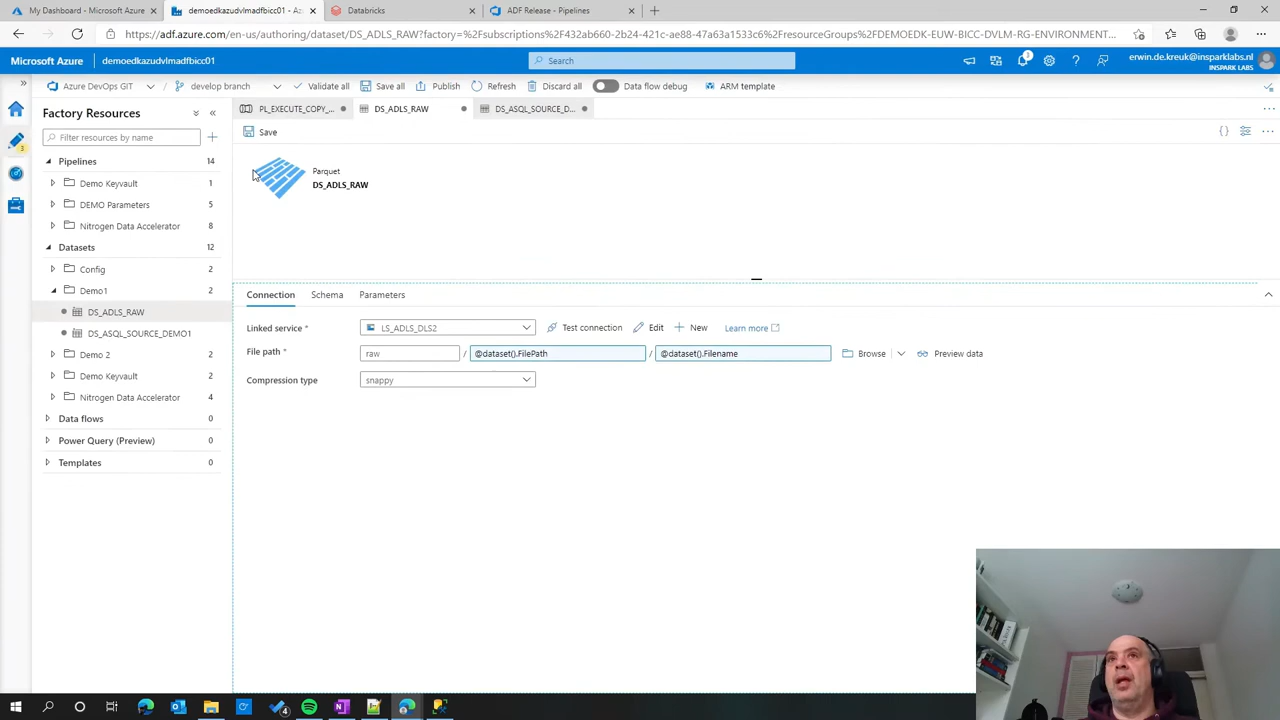 My Dashboard - Microsoft Azure
demoedkazudvlmadfbicc01 - Azur
Databricks
ADF Release - Pipelines
https://adf.azure.com/en-us/authoring/dataset/DS_ADLS_RAW?factory=%2Fsubscriptions%2F432ab660-2b24-421c-ae88-47a63a1533c6%2FresourceGroups%2FDEMOEDK-EUW-BICC-DVLM-RG-ENVIRONMENT...
Microsoft Azure
demoedkazudvlmadfbicc01
Search
erwin.de.kreuk@insparklabs.nl
INSPARK LABS
Azure DevOps GIT
develop branch
Validate all
Save all
Publish
Refresh
Discard all
Data flow debug
ARM template
Factory Resources
PL_EXECUTE_COPY_...
DS_ADLS_RAW
DS_ASQL_SOURCE_D...
Filter resources by name
Save
3
Pipelines 14
Demo Keyvault 1
DEMO Parameters 5
Nitrogen Data Accelerator 8
Datasets 12
Config 2
Demo1 2
DS_ADLS_RAW
DS_ASQL_SOURCE_DEMO1
Demo 2 2
Demo Keyvault 2
Nitrogen Data Accelerator 4
Data flows 0
Power Query (Preview) 0
Templates 0
Parquet
DS_ADLS_RAW
Connection Schema Parameters
Linked service * LS_ADLS_DLS2 Test connection Edit New Learn more
File path * raw / @dataset().FilePath / @dataset().Filename Browse Preview data
Compression type snappy